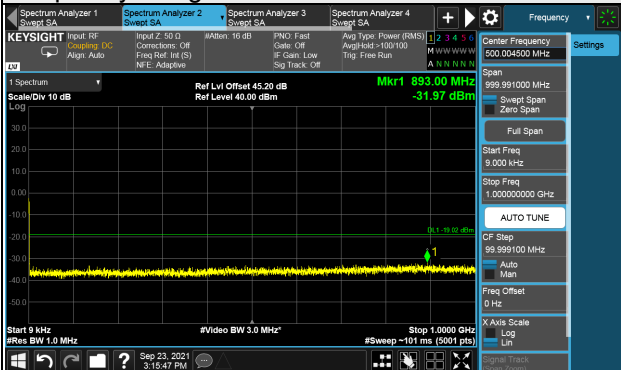 Spectrum Analyzer 1
Swept SA
Spectrum Analyzer 2
Swept SA
Spectrum Analyzer 3
Swept SA
Spectrum Analyzer 4
Swept SA
+
Frequency
KEYSIGHT
Input: RF
Coupling: DC
Align: Auto
Input Z: 50 Ω
Corrections: Off
Freq Ref: Int (S)
NFE: Adaptive
#Atten: 16 dB
PNO: Fast
Gate: Off
IF Gain: Low
Sig Track: Off
Avg Type: Power (RMS)
Avg|Hold:>100/100
Trig: Free Run
1 2 3 4 5 6
M W W W W W
A N N N N N
LXI
1 Spectrum
Scale/Div 10 dB
Log
Ref Lvl Offset 45.20 dB
Ref Level 40.00 dBm
Mkr1 893.00 MHz
-31.97 dBm
30.0
10.0
0.00
-10.0
-20.0
-30.0
-40.0
-50.0
DL1 -19.02 dBm
1
Start 9 kHz
#Res BW 1.0 MHz
#Video BW 3.0 MHz*
Stop 1.0000 GHz
#Sweep ~101 ms (5001 pts)
Center Frequency
500.004500 MHz
Settings
Span
999.991000 MHz
Swept Span
Zero Span
Full Span
Start Freq
9.000 kHz
Stop Freq
1.000000000 GHz
AUTO TUNE
CF Step
99.999100 MHz
Auto
Man
Freq Offset
0 Hz
X Axis Scale
Log
Lin
Signal Track
(Span Zoom)
?
Sep 23, 2021
3:15:47 PM